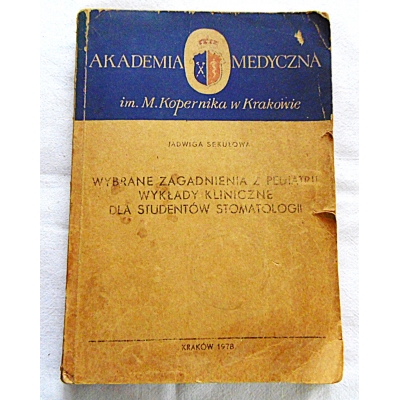 AKADEMIA MEDYCZNA
im. M. Kopernika w Krakowie
JADWIGA SEKUŁOWA
WYBRANE ZAGADNIENIA Z PEDIATRII
WYKŁADY KLINICZNE
DLA STUDENTÓW STOMATOLOGII
KRAKÓW 1978